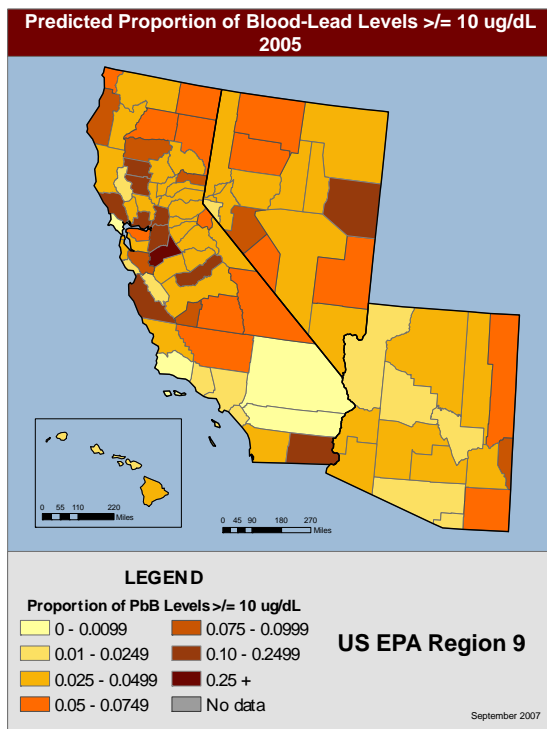 Predicted Proportion of Blood-Lead Levels >/= 10 ug/dL
2005
0 55 110 220
Miles
0 45 90 180 270
Miles
LEGEND
Proportion of PbB Levels >/= 10 ug/dL
0 - 0.0099
0.01 - 0.0249
0.025 - 0.0499
0.05 - 0.0749
0.075 - 0.0999
0.10 - 0.2499
0.25 +
No data
US EPA Region 9
September 2007